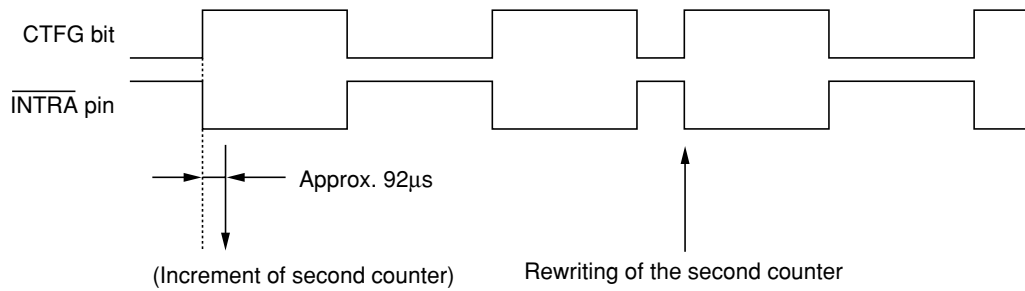 CTFG bit
INTRA pin
Approx. 92μs
(Increment of second counter)
Rewriting of the second counter